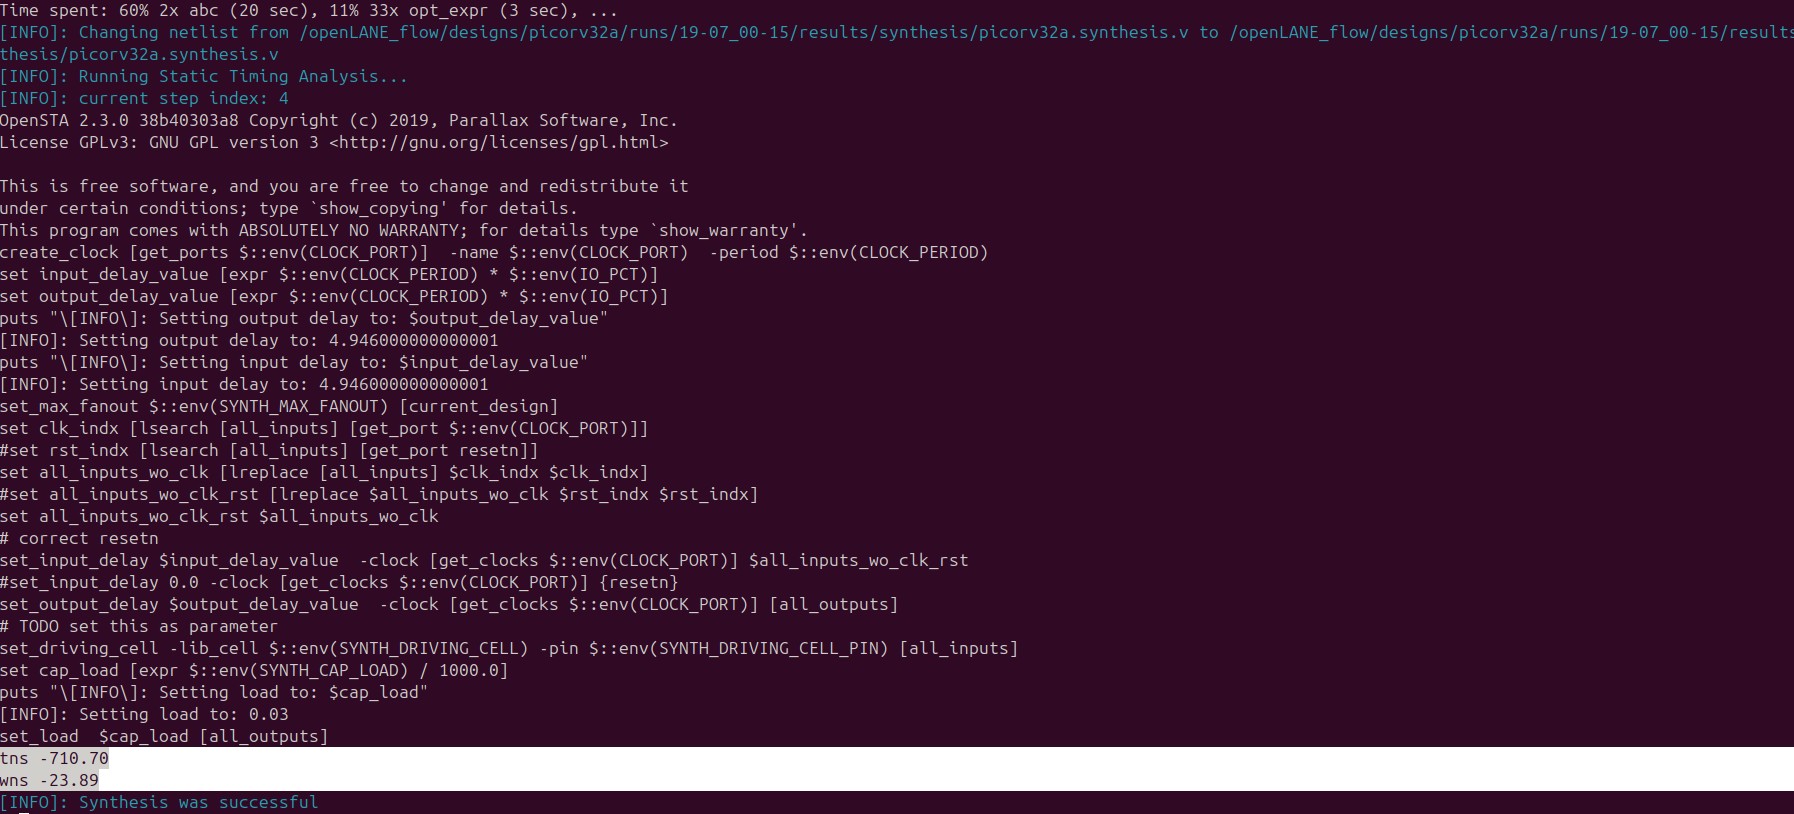 Time spent: 60% 2x abc (20 sec), 11% 33x opt_expr (3 sec), ...
[INFO]: Changing netlist from /openLANE_flow/designs/picorv32a/runs/19-07_00-15/results/synthesis/picorv32a.synthesis.v to /openLANE_flow/designs/picorv32a/runs/19-07_00-15/results
thesis/picorv32a.synthesis.v
[INFO]: Running Static Timing Analysis...
[INFO]: current step index: 4
OpenSTA 2.3.0 38b40303a8 Copyright (c) 2019, Parallax Software, Inc.
License GPLv3: GNU GPL version 3 <http://gnu.org/licenses/gpl.html>
This is free software, and you are free to change and redistribute it
under certain conditions; type `show_copying' for details.
This program comes with ABSOLUTELY NO WARRANTY; for details type `show_warranty'.
create_clock [get_ports $::env(CLOCK_PORT)]  -name $::env(CLOCK_PORT)  -period $::env(CLOCK_PERIOD)
set input_delay_value [expr $::env(CLOCK_PERIOD) * $::env(IO_PCT)]
set output_delay_value [expr $::env(CLOCK_PERIOD) * $::env(IO_PCT)]
puts "\[INFO\]: Setting output delay to: $output_delay_value"
[INFO]: Setting output delay to: 4.946000000000001
puts "\[INFO\]: Setting input delay to: $input_delay_value"
[INFO]: Setting input delay to: 4.946000000000001
set_max_fanout $::env(SYNTH_MAX_FANOUT) [current_design]
set clk_indx [lsearch [all_inputs] [get_port $::env(CLOCK_PORT)]]
#set rst_indx [lsearch [all_inputs] [get_port resetn]]
set all_inputs_wo_clk [lreplace [all_inputs] $clk_indx $clk_indx]
#set all_inputs_wo_clk_rst [lreplace $all_inputs_wo_clk $rst_indx $rst_indx]
set all_inputs_wo_clk_rst $all_inputs_wo_clk
# correct resetn
set_input_delay $input_delay_value  -clock [get_clocks $::env(CLOCK_PORT)] $all_inputs_wo_clk_rst
#set_input_delay 0.0 -clock [get_clocks $::env(CLOCK_PORT)] {resetn}
set_output_delay $output_delay_value  -clock [get_clocks $::env(CLOCK_PORT)] [all_outputs]
# TODO set this as parameter
set_driving_cell -lib_cell $::env(SYNTH_DRIVING_CELL) -pin $::env(SYNTH_DRIVING_CELL_PIN) [all_inputs]
set cap_load [expr $::env(SYNTH_CAP_LOAD) / 1000.0]
puts "\[INFO\]: Setting load to: $cap_load"
[INFO]: Setting load to: 0.03
set_load  $cap_load [all_outputs]
tns -710.70
wns -23.89
[INFO]: Synthesis was successful